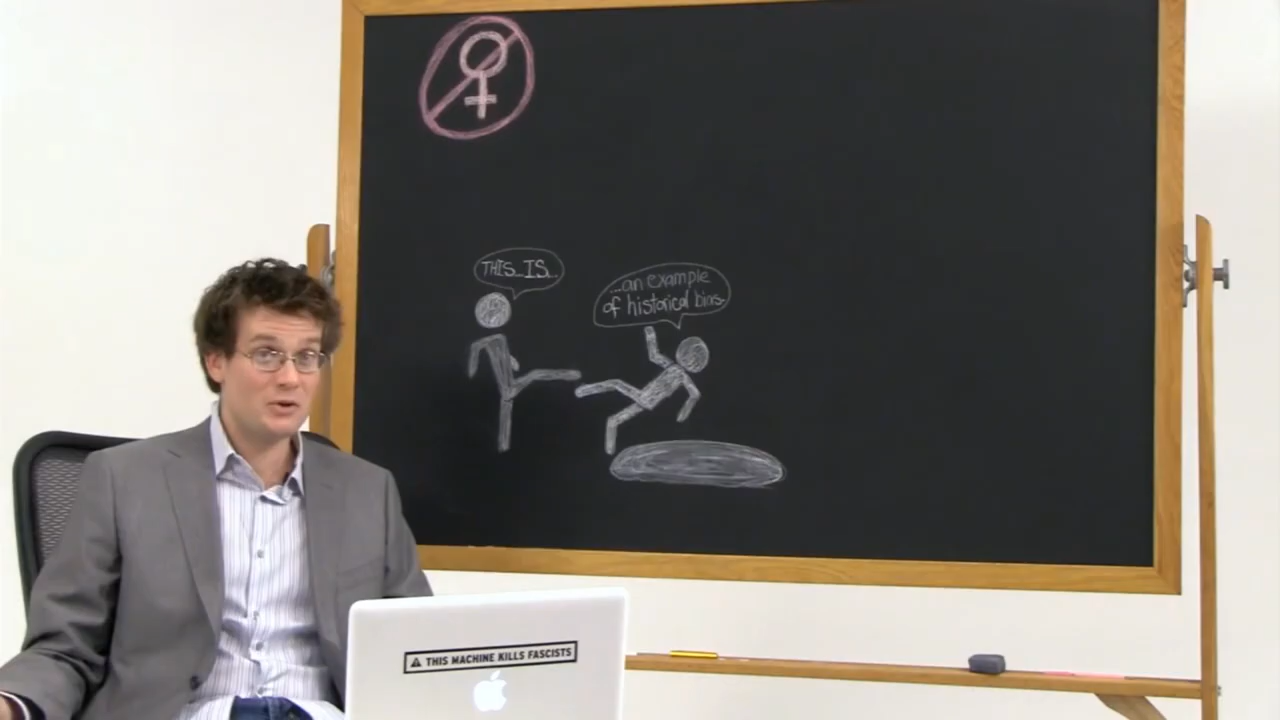 THIS...IS...
...an example
of historical bias.
⚠ THIS MACHINE KILLS FASCISTS